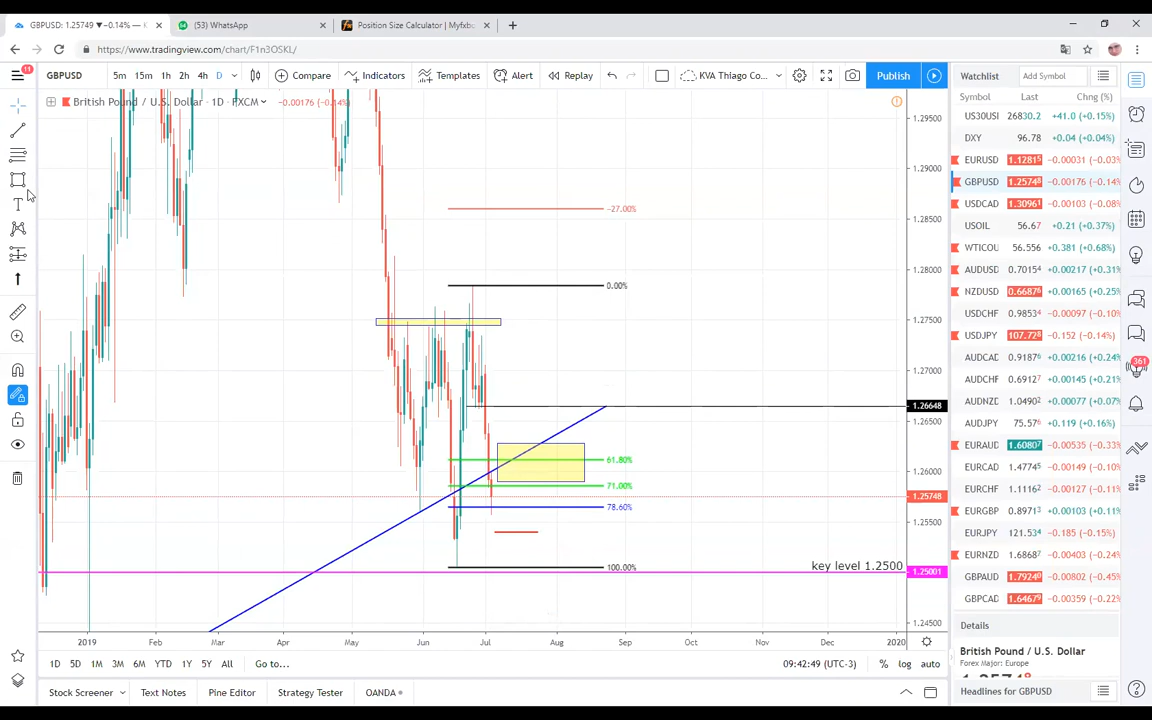 GBPUSD: 1.25749 ▼−0.14% — K
(53) WhatsApp
Position Size Calculator | Myfxbo
https://www.tradingview.com/chart/F1n3OSKL/
11
GBPUSD
5m 15m 1h 2h 4h D
Compare
Indicators
Templates
Alert
Replay
KVA Thiago Co...
Publish
British Pound / U.S. Dollar · 1D · FXCM
−0.00176 (−0.14%)
1.29500
1.29000
1.28500
1.28000
1.27500
1.27000
1.26648
1.26500
1.26000
1.25748
1.25500
1.25001
1.24500
−27.00%
0.00%
61.80%
71.00%
78.60%
100.00%
key level 1.2500
2019 Feb Mar Apr May Jun Jul Aug Sep Oct Nov Dec 2020
1D 5D 1M 3M 6M YTD 1Y 5Y All Go to...
09:42:49 (UTC-3) % log auto
Stock Screener Text Notes Pine Editor Strategy Tester OANDA
Watchlist Add Symbol
Symbol Last Chng (%)
US30USI 26830.2 +41.0 (+0.15%)
DXY 96.78 +0.04 (+0.04%)
EURUSD 1.12815 −0.00031 (−0.03%
GBPUSD 1.25748 −0.00176 (−0.14%
USDCAD 1.30961 −0.00103 (−0.08%
USOIL 56.67 +0.21 (+0.37%)
WTICOU 56.556 +0.381 (+0.68%)
AUDUSD 0.70154 +0.00217 (+0.31%
NZDUSD 0.66876 +0.00165 (+0.25%
USDCHF 0.98534 −0.00097 (−0.10%
USDJPY 107.728 −0.152 (−0.14%)
AUDCAD 0.91876 +0.00216 (+0.24%
AUDCHF 0.69127 +0.00145 (+0.21%
AUDNZD 1.04902 +0.00077 (+0.07%
AUDJPY 75.576 +0.119 (+0.16%)
EURAUD 1.60807 −0.00535 (−0.33%
EURCAD 1.47745 −0.00149 (−0.10%
EURCHF 1.11162 −0.00127 (−0.11%
EURGBP 0.89713 +0.00103 (+0.11%
EURJPY 121.534 −0.185 (−0.15%)
EURNZD 1.68687 −0.00403 (−0.24%
GBPAUD 1.79240 −0.00802 (−0.45%
GBPCAD 1.64679 −0.00359 (−0.22%
361
Details
British Pound / U.S. Dollar
Forex Major: Europe
Headlines for GBPUSD